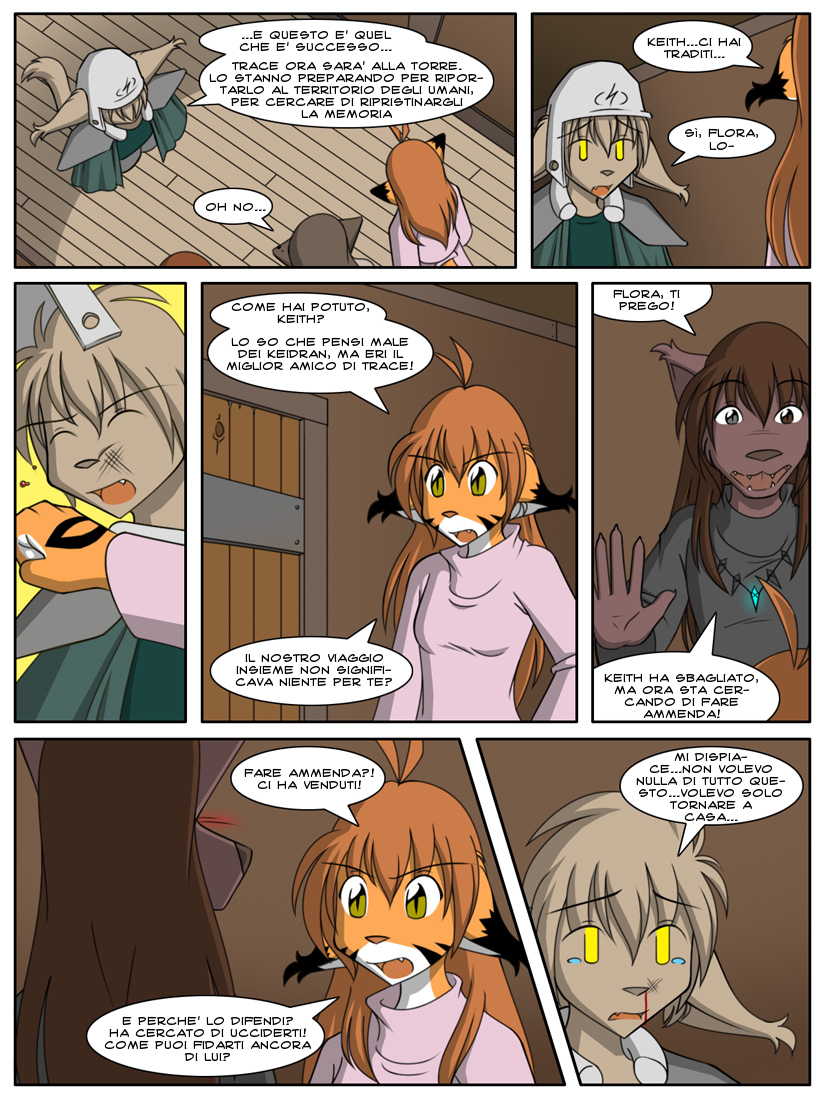 ...E QUESTO E' QUEL
CHE E' SUCCESSO...
TRACE ORA SARA' ALLA TORRE.
LO STANNO PREPARANDO PER RIPOR-
TARLO AL TERRITORIO DEGLI UMANI,
PER CERCARE DI RIPRISTINARGLI
LA MEMORIA
OH NO...
KEITH...CI HAI
TRADITI...
SÌ, FLORA,
LO-
COME HAI POTUTO,
KEITH?
LO SO CHE PENSI MALE
DEI KEIDRAN, MA ERI IL
MIGLIOR AMICO DI TRACE!
IL NOSTRO VIAGGIO
INSIEME NON SIGNIFI-
CAVA NIENTE PER TE?
FLORA, TI
PREGO!
KEITH HA SBAGLIATO,
MA ORA STA CER-
CANDO DI FARE
AMMENDA!
FARE AMMENDA?!
CI HA VENDUTI!
E PERCHE' LO DIFENDI?
HA CERCATO DI UCCIDERTI!
COME PUOI FIDARTI ANCORA
DI LUI?
MI DISPIA-
CE...NON VOLEVO
NULLA DI TUTTO QUE-
STO...VOLEVO SOLO
TORNARE A
CASA...